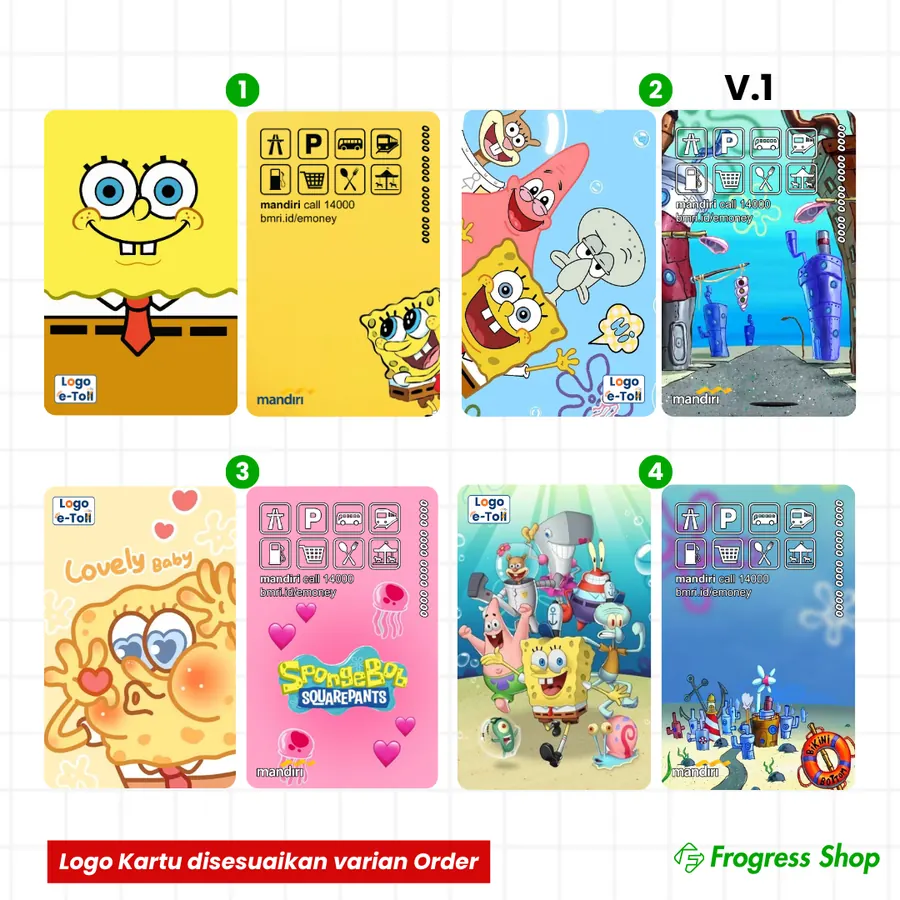 1
2
V.1
P
mandiri call 14000
bmri.id/emoney
0000 0000 0000 0000
Logo
e-Toll
mandiri
Hi
Logo
e-Toll
P
mandiri call 14000
bmri.id/emoney
0000 0000 0000 0000
mandiri
3
4
Logo
e-Toll
Lovely Baby
P
mandiri call 14000
bmri.id/emoney
0000 0000 0000 0000
SpongeBob
SQUAREPANTS
mandiri
Logo
e-Toll
P
mandiri call 14000
bmri.id/emoney
0000 0000 0000 0000
mandiri
BIKINI
BOTTOM
Logo Kartu disesuaikan varian Order
Frogress Shop